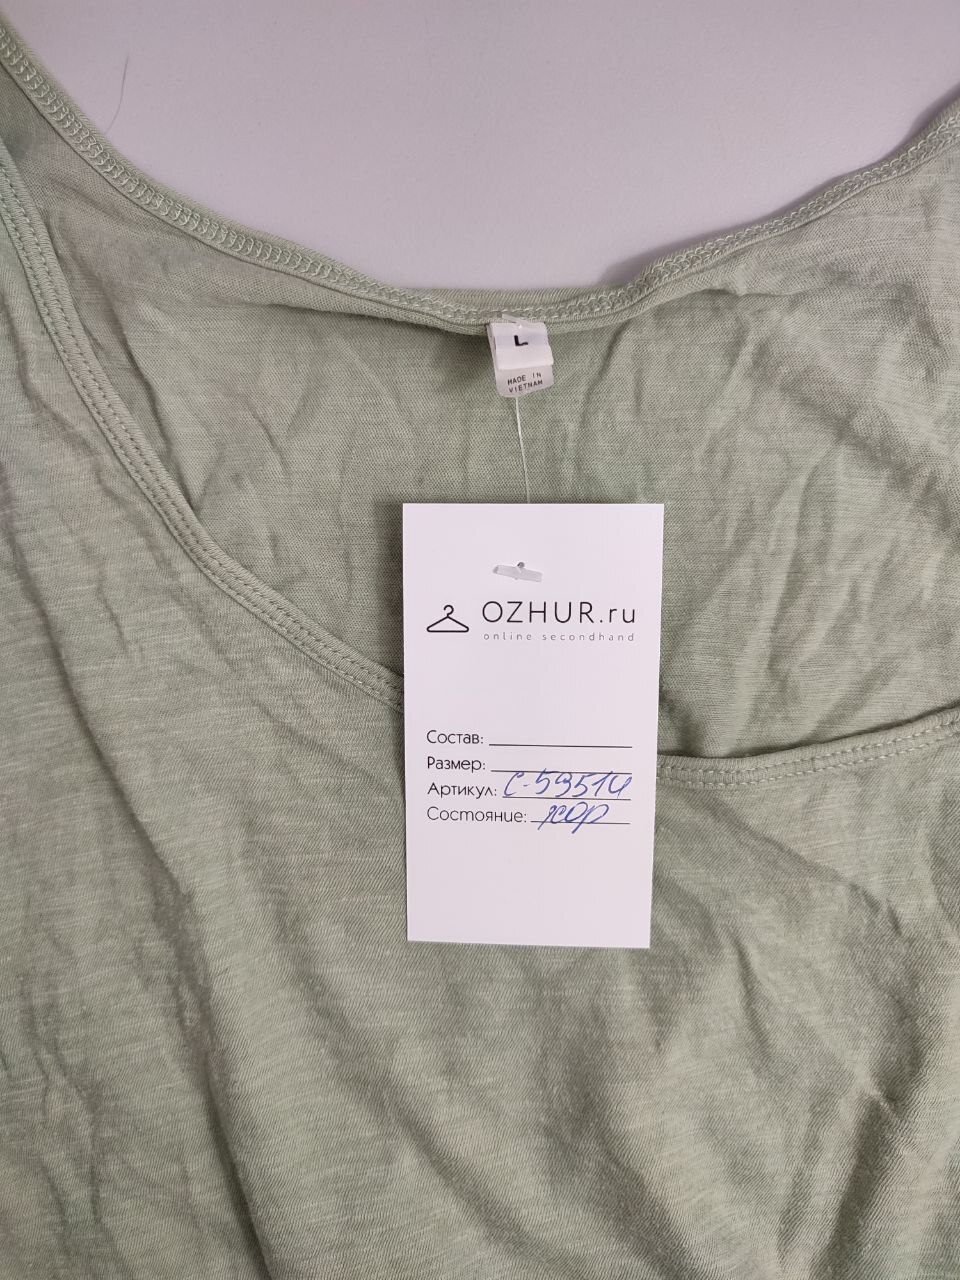 L
MADE IN
VIETNAM
OZHUR.ru
online secondhand
Состав:
Размер:
Артикул: С-59514
Состояние: хор